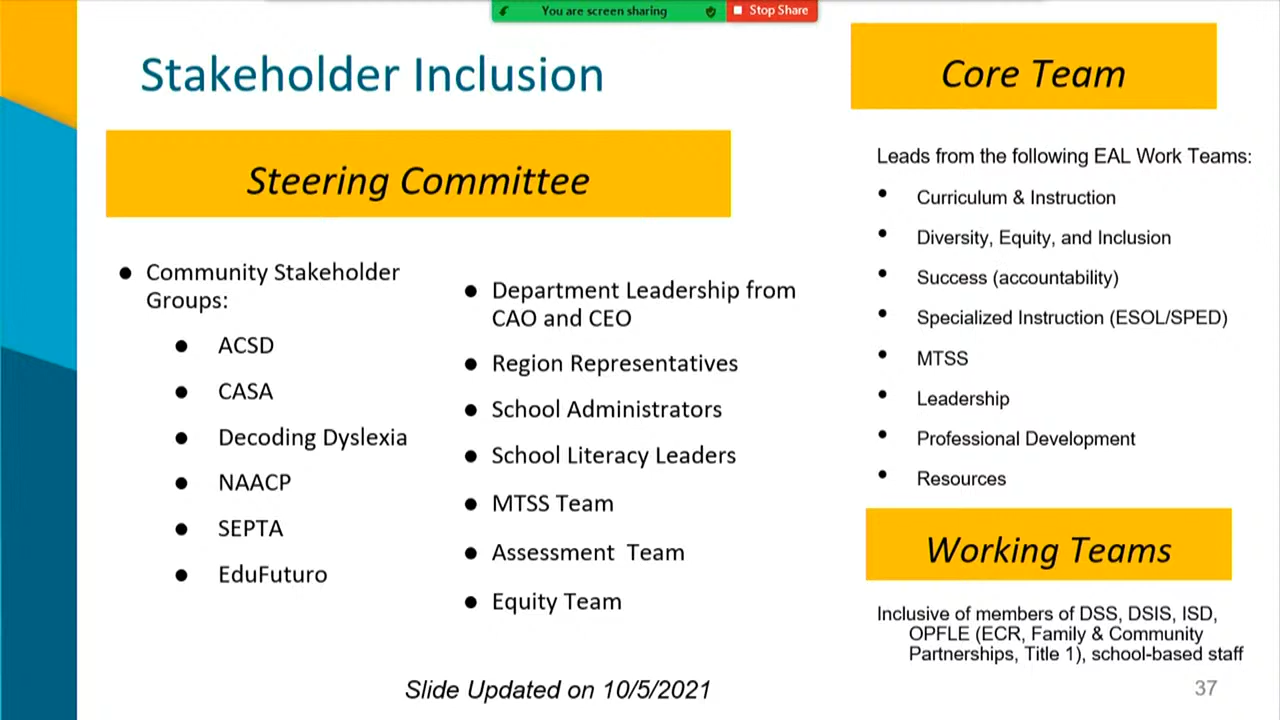 You are screen sharing
Stop Share
Stakeholder Inclusion
Steering Committee
● Community Stakeholder
Groups:
● ACSD
● CASA
● Decoding Dyslexia
● NAACP
● SEPTA
● EduFuturo
● Department Leadership from
CAO and CEO
● Region Representatives
● School Administrators
● School Literacy Leaders
● MTSS Team
● Assessment  Team
● Equity Team
Core Team
Leads from the following EAL Work Teams:
• Curriculum & Instruction
• Diversity, Equity, and Inclusion
• Success (accountability)
• Specialized Instruction (ESOL/SPED)
• MTSS
• Leadership
• Professional Development
• Resources
Working Teams
Inclusive of members of DSS, DSIS, ISD,
OPFLE (ECR, Family & Community
Partnerships, Title 1), school-based staff
Slide Updated on 10/5/2021
37